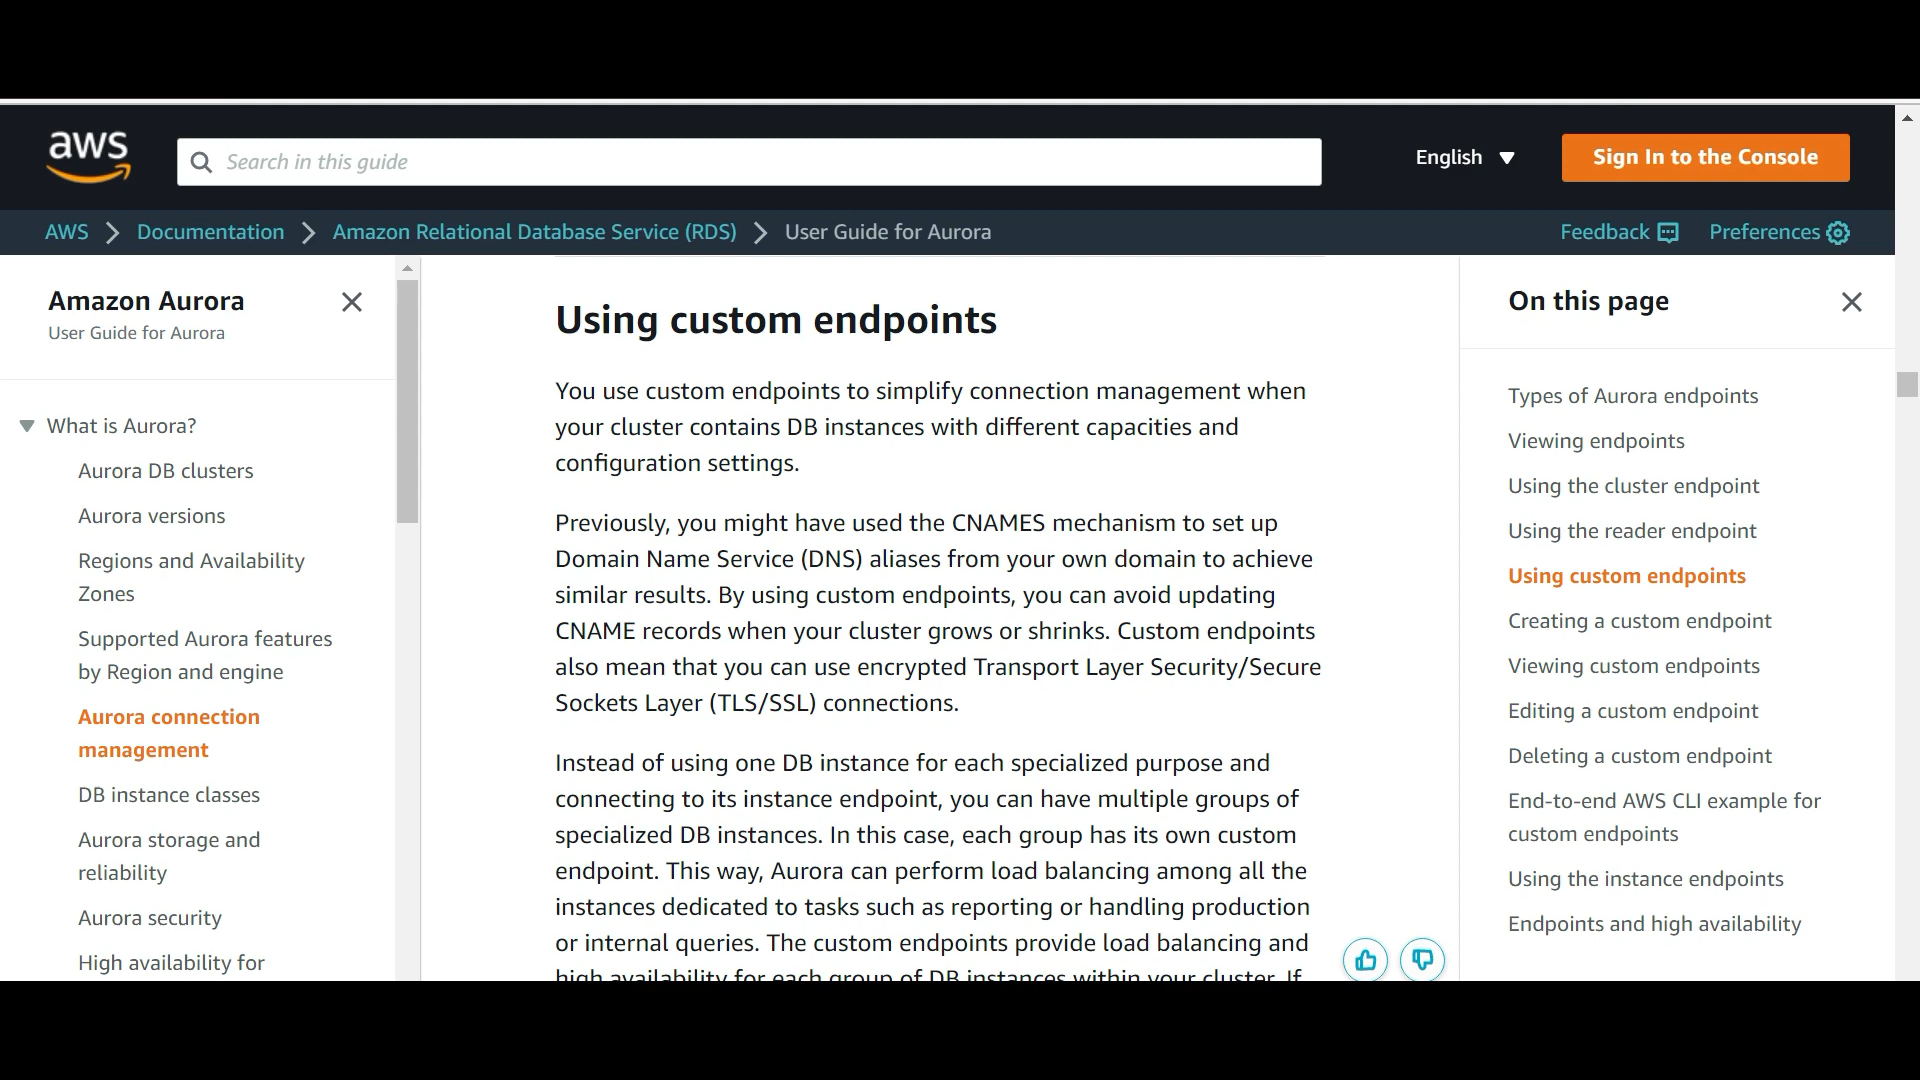 aws
Search in this guide
English
Sign In to the Console
AWS
Documentation
Amazon Relational Database Service (RDS)
User Guide for Aurora
Feedback
Preferences
Amazon Aurora
User Guide for Aurora
What is Aurora?
Aurora DB clusters
Aurora versions
Regions and Availability
Zones
Supported Aurora features
by Region and engine
Aurora connection
management
DB instance classes
Aurora storage and
reliability
Aurora security
High availability for
Using custom endpoints
You use custom endpoints to simplify connection management when
your cluster contains DB instances with different capacities and
configuration settings.
Previously, you might have used the CNAMES mechanism to set up
Domain Name Service (DNS) aliases from your own domain to achieve
similar results. By using custom endpoints, you can avoid updating
CNAME records when your cluster grows or shrinks. Custom endpoints
also mean that you can use encrypted Transport Layer Security/Secure
Sockets Layer (TLS/SSL) connections.
Instead of using one DB instance for each specialized purpose and
connecting to its instance endpoint, you can have multiple groups of
specialized DB instances. In this case, each group has its own custom
endpoint. This way, Aurora can perform load balancing among all the
instances dedicated to tasks such as reporting or handling production
or internal queries. The custom endpoints provide load balancing and
high availability for each group of DB instances within your cluster. If
On this page
Types of Aurora endpoints
Viewing endpoints
Using the cluster endpoint
Using the reader endpoint
Using custom endpoints
Creating a custom endpoint
Viewing custom endpoints
Editing a custom endpoint
Deleting a custom endpoint
End-to-end AWS CLI example for
custom endpoints
Using the instance endpoints
Endpoints and high availability